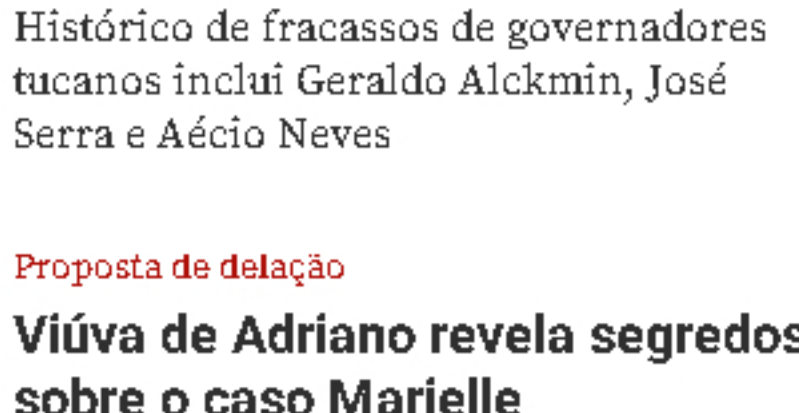 Histórico de fracassos de governadores
tucanos inclui Geraldo Alckmin, José
Serra e Aécio Neves
Proposta de delação
Viúva de Adriano revela segredos
sobre o caso Marielle